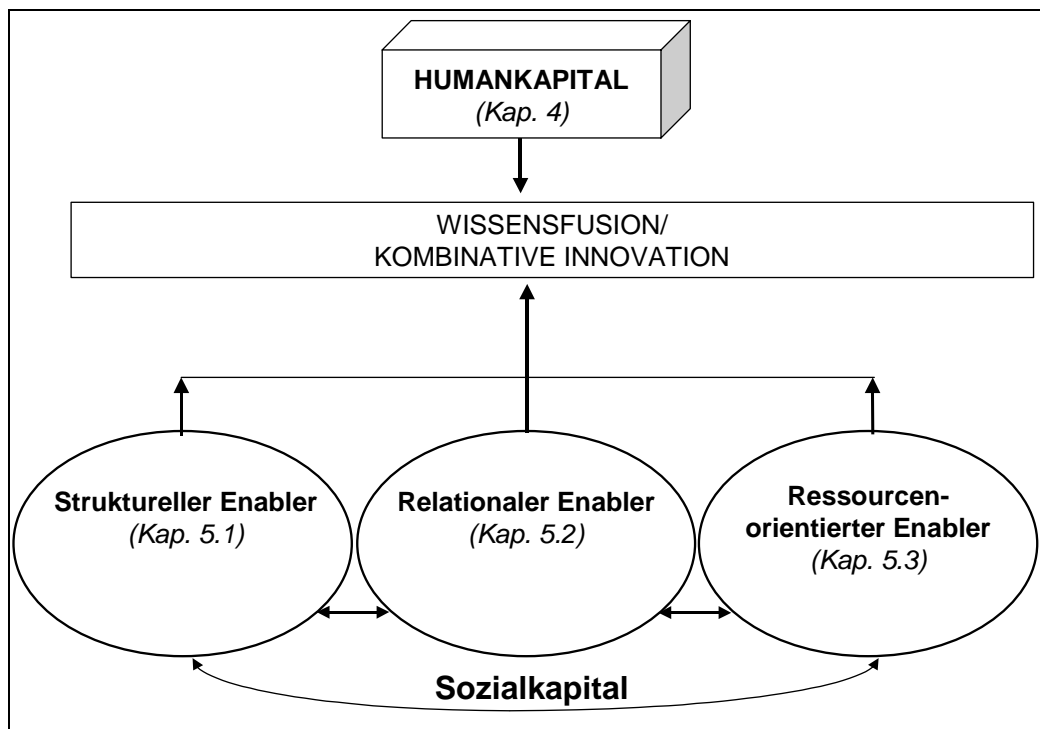 HUMANKAPITAL
(Kap. 4)
WISSENSFUSION/
KOMBINATIVE INNOVATION
Struktureller Enabler
(Kap. 5.1)
Relationaler Enabler
(Kap. 5.2)
Ressourcen-
orientierter Enabler
(Kap. 5.3)
Sozialkapital